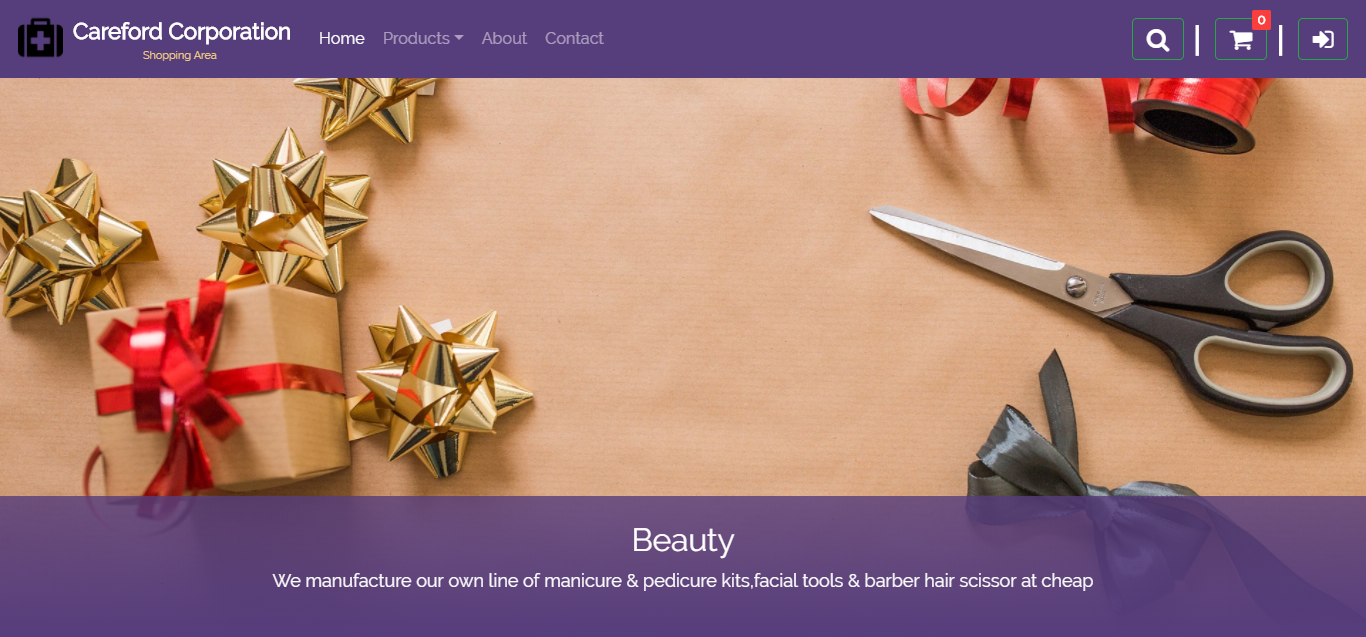 Careford Corporation
Shopping Area
Home Products About Contact
0
Beauty
We manufacture our own line of manicure & pedicure kits,facial tools & barber hair scissor at cheap